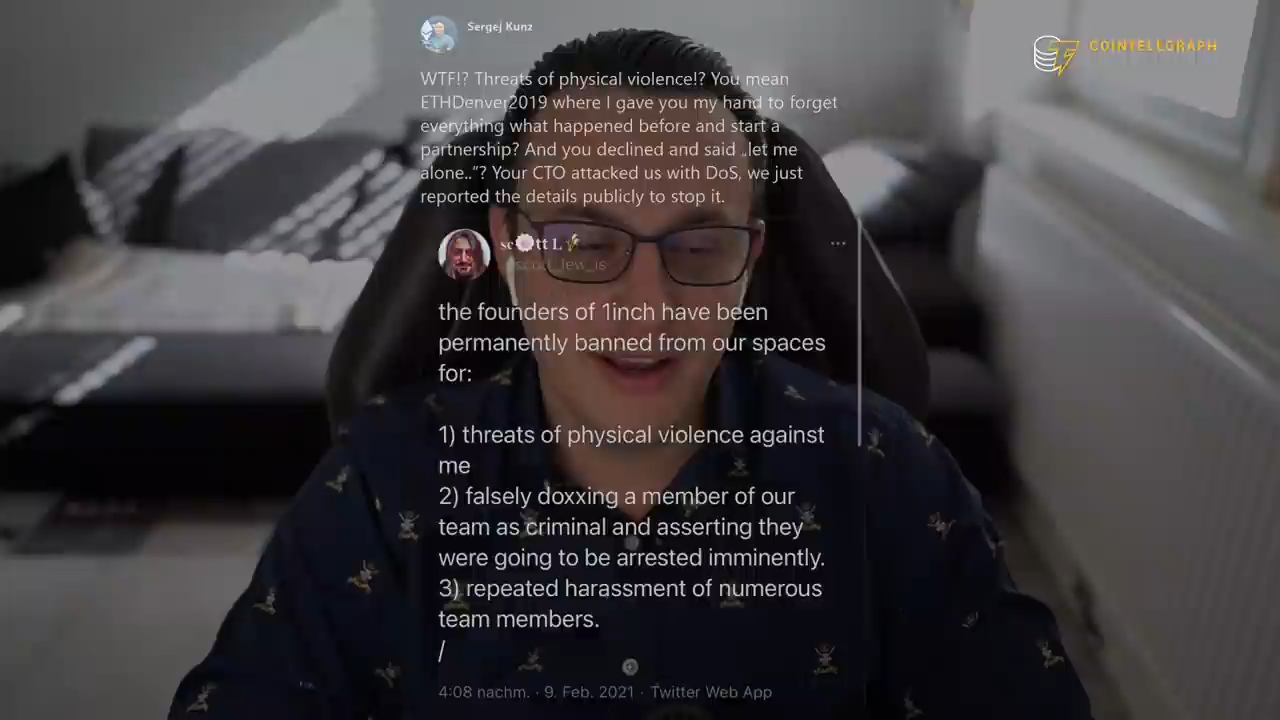 COINTELEGRAPH
Sergej Kunz
WTF!? Threats of physical violence!? You mean
ETHDenver2019 where I gave you my hand to forget
everything what happened before and start a
partnership? And you declined and said „let me
alone..“? Your CTO attacked us with DoS, we just
reported the details publicly to stop it.
tt L
the founders of 1inch have been
permanently banned from our spaces
for:
1) threats of physical violence against
me
2) falsely doxxing a member of our
team as criminal and asserting they
were going to be arrested imminently.
3) repeated harassment of numerous
team members.
/
4:08 nachm. · 9. Feb. 2021 · Twitter Web App